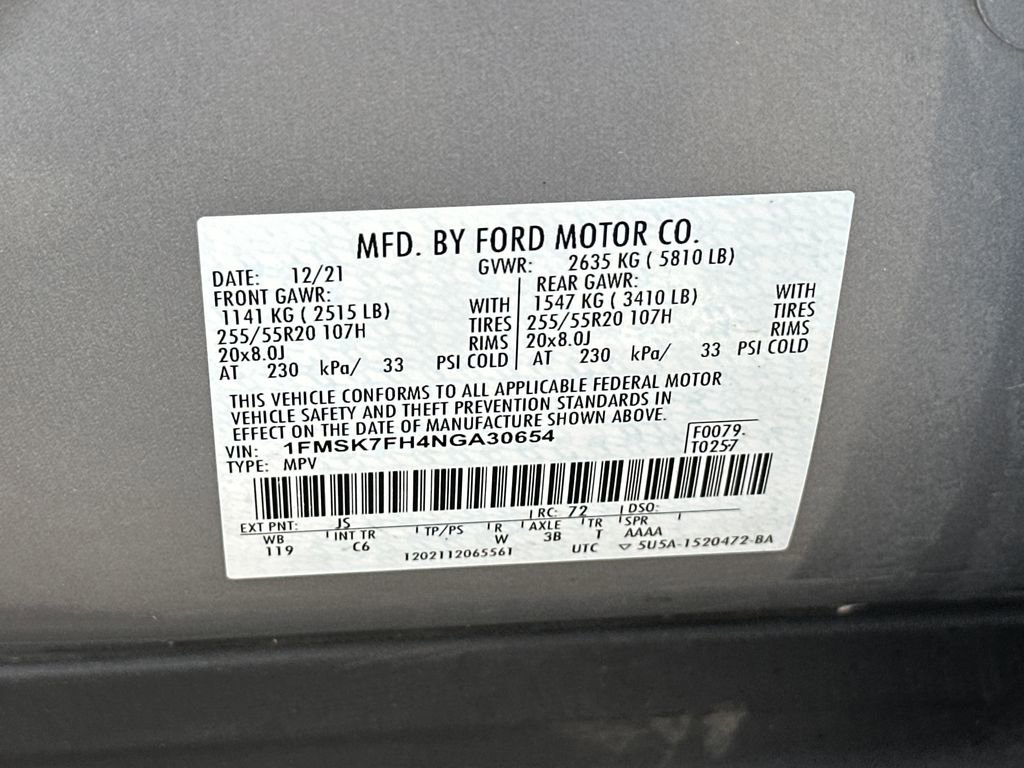 MFD. BY FORD MOTOR CO.
DATE: 12/21 GVWR: 2635 KG ( 5810 LB)
FRONT GAWR: REAR GAWR:
1141 KG ( 2515 LB) WITH 1547 KG ( 3410 LB) WITH
255/55R20 107H TIRES 255/55R20 107H TIRES
20x8.0J RIMS 20x8.0J RIMS
AT 230 kPa/ 33 PSI COLD AT 230 kPa/ 33 PSI COLD
THIS VEHICLE CONFORMS TO ALL APPLICABLE FEDERAL MOTOR
VEHICLE SAFETY AND THEFT PREVENTION STANDARDS IN
EFFECT ON THE DATE OF MANUFACTURE SHOWN ABOVE.
VIN: 1FMSK7FH4NGA30654 F0079
TYPE: MPV T0257
EXT PNT: JS RC: 72 DSO:
WB INT TR TP/PS R AXLE TR SPR
119 C6 W 3B T AAAA
1202112065561 UTC ▽ 5U5A-1520472-BA